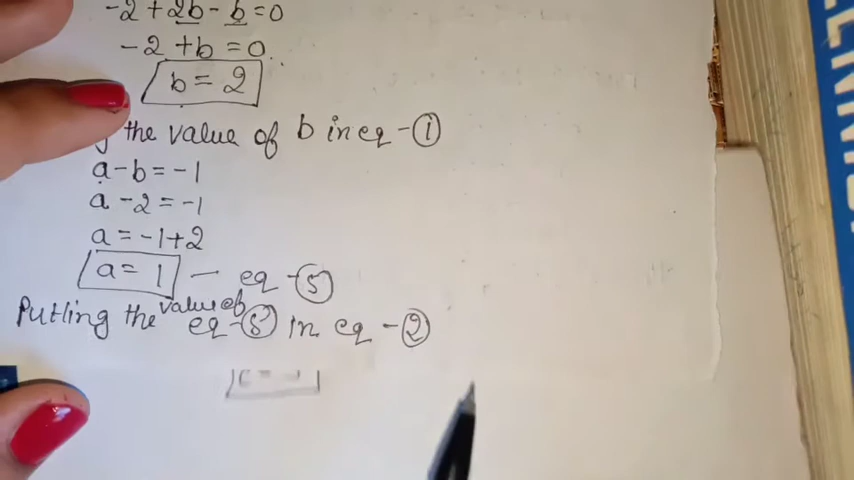 -2 + 2b - b = 0
-2 + b = 0
b = 2
the value of b in eq - ①
a - b = -1
a - 2 = -1
a = -1 + 2
a = 1 — eq - ⑤
Putting the value of eq - ⑤ in eq - ②